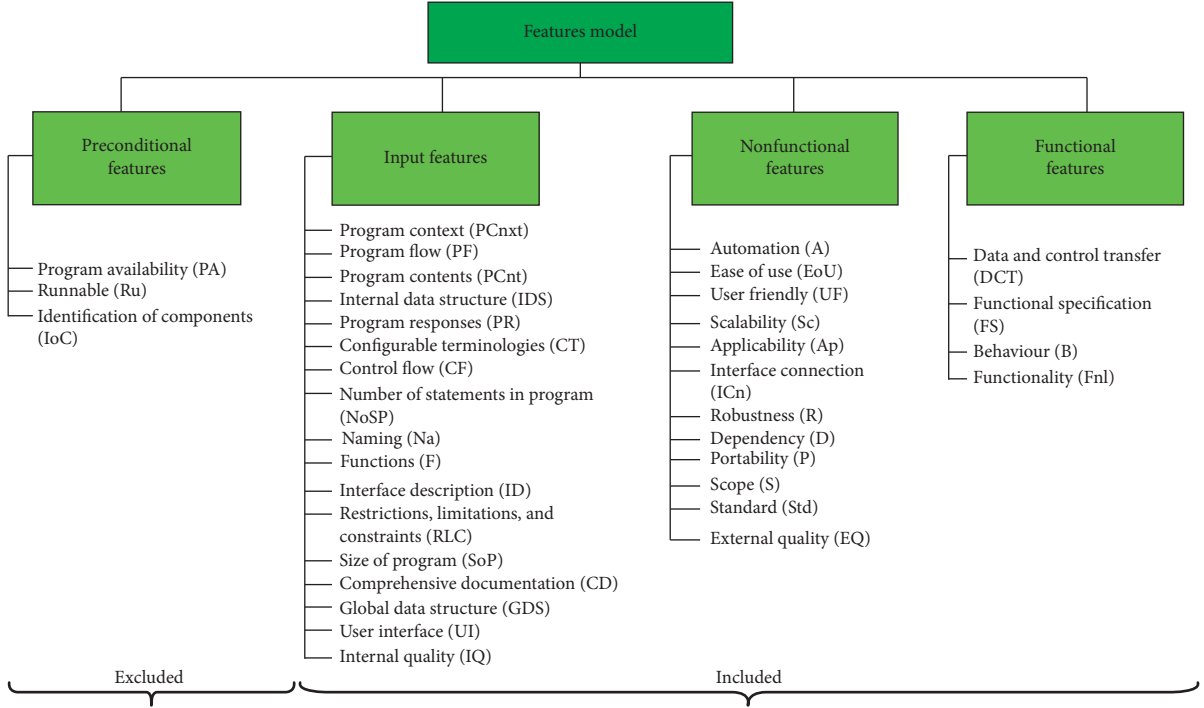 Features model
Preconditional
features
Program availability (PA)
Runnable (Ru)
Identification of components
(IoC)
Input features
Program context (PCnxt)
Program flow (PF)
Program contents (PCnt)
Internal data structure (IDS)
Program responses (PR)
Configurable terminologies (CT)
Control flow (CF)
Number of statements in program
(NoSP)
Naming (Na)
Functions (F)
Interface description (ID)
Restrictions, limitations, and
constraints (RLC)
Size of program (SoP)
Comprehensive documentation (CD)
Global data structure (GDS)
User interface (UI)
Internal quality (IQ)
Nonfunctional
features
Automation (A)
Ease of use (EoU)
User friendly (UF)
Scalability (Sc)
Applicability (Ap)
Interface connection
(ICn)
Robustness (R)
Dependency (D)
Portability (P)
Scope (S)
Standard (Std)
External quality (EQ)
Functional
features
Data and control transfer
(DCT)
Functional specification
(FS)
Behaviour (B)
Functionality (Fnl)
Excluded
Included